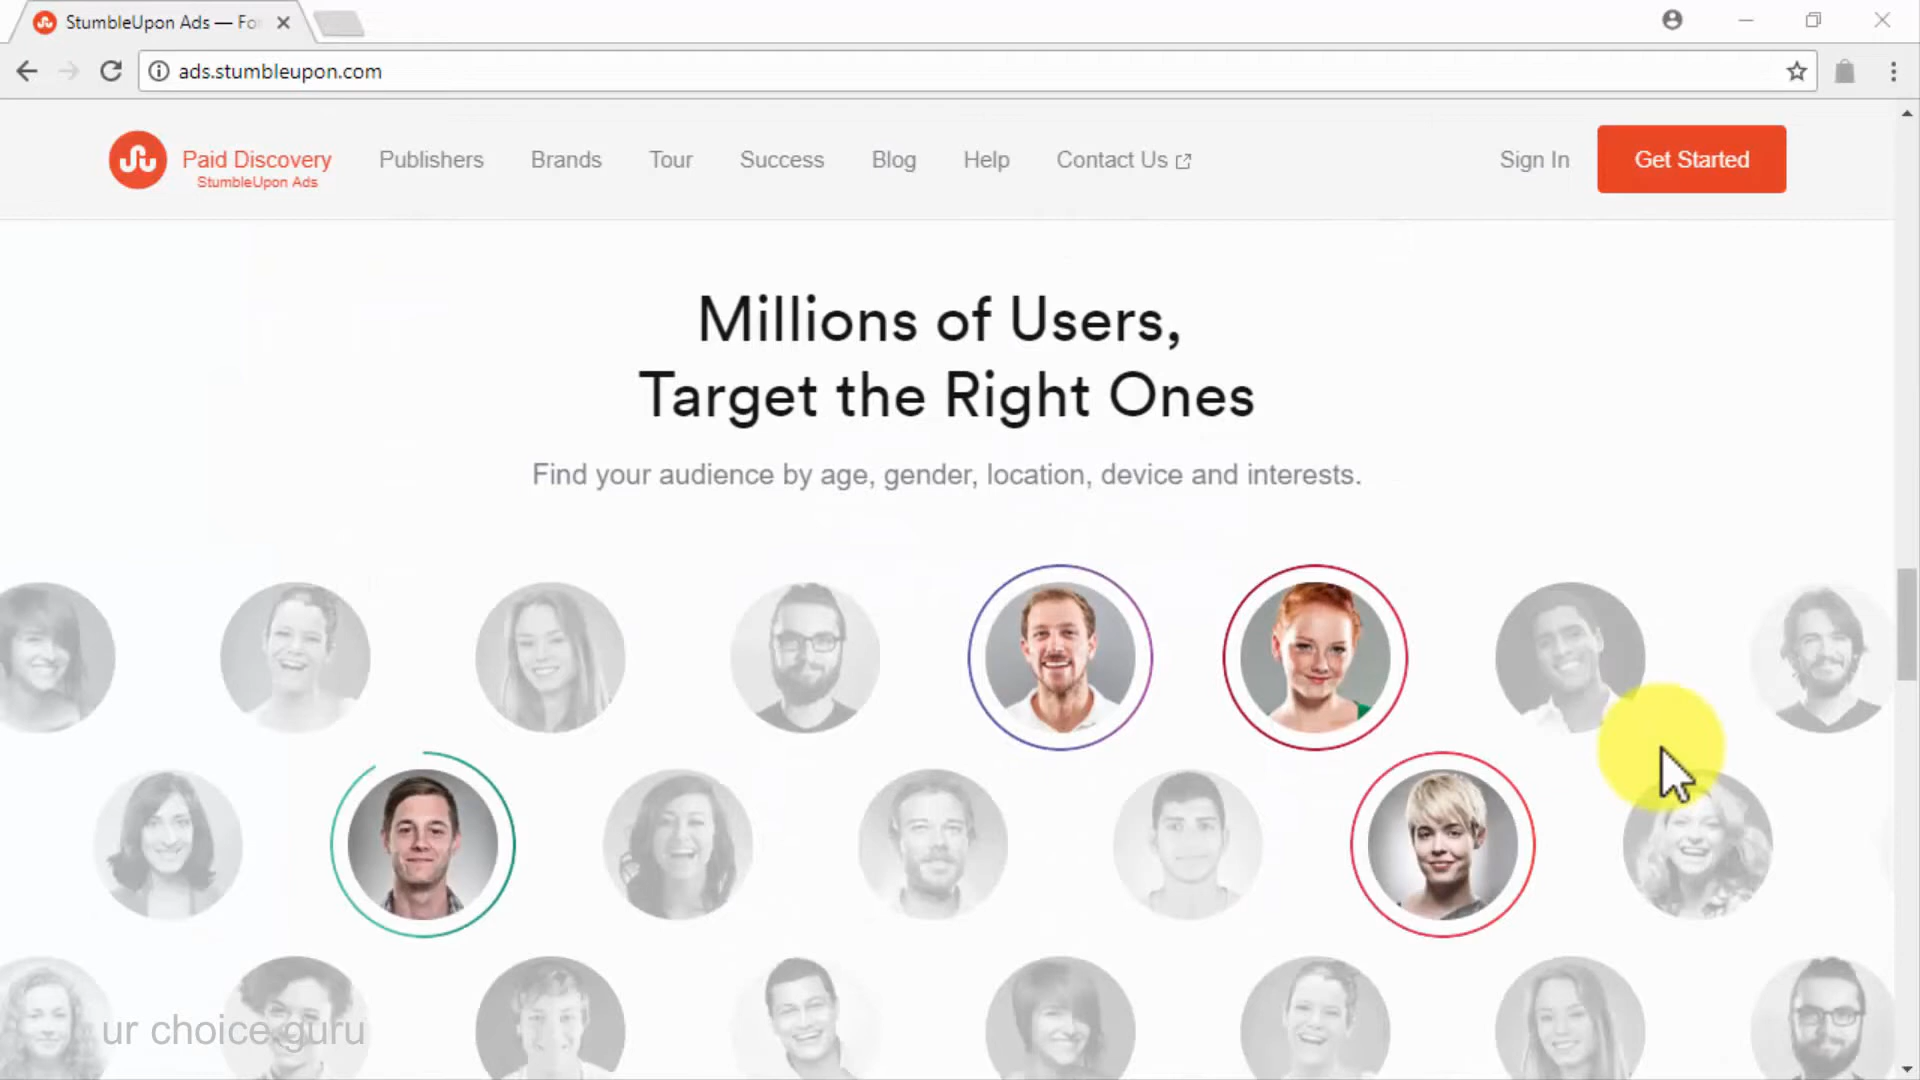 StumbleUpon Ads — Fo
ads.stumbleupon.com
Paid Discovery
StumbleUpon Ads
Publishers
Brands
Tour
Success
Blog
Help
Contact Us
Sign In
Get Started
Millions of Users,
Target the Right Ones
Find your audience by age, gender, location, device and interests.
ur choice.guru